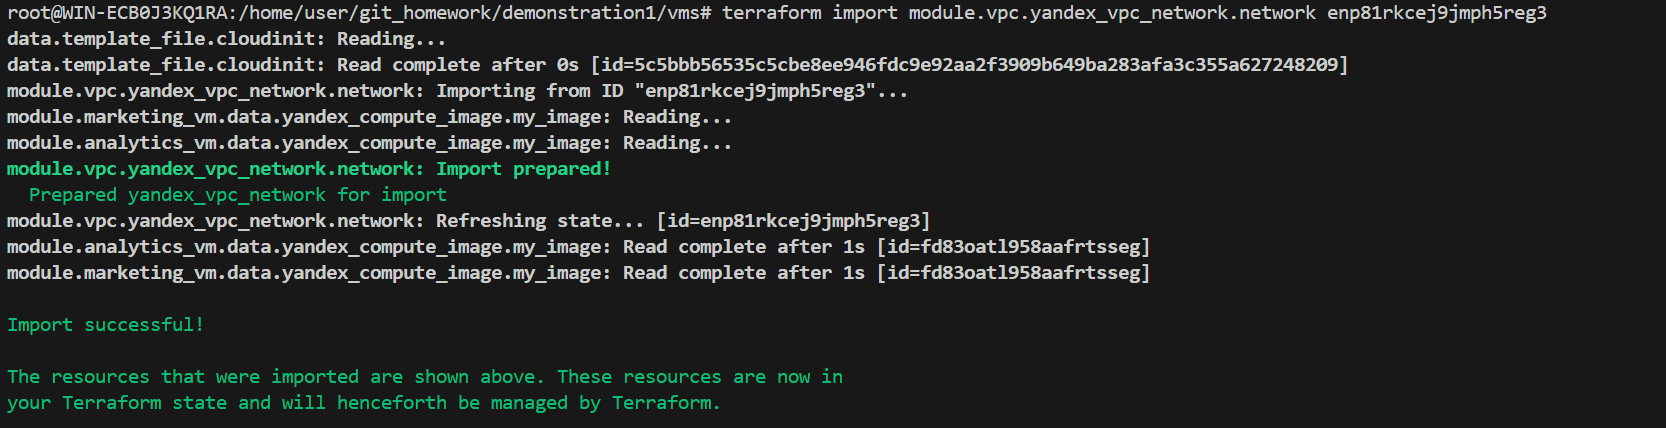 root@WIN-ECB0J3KQ1RA:/home/user/git_homework/demonstration1/vms# terraform import module.vpc.yandex_vpc_network.network enp81rkcej9jmph5reg3
data.template_file.cloudinit: Reading...
data.template_file.cloudinit: Read complete after 0s [id=5c5bbb56535c5cbe8ee946fdc9e92aa2f3909b649ba283afa3c355a627248209]
module.vpc.yandex_vpc_network.network: Importing from ID "enp81rkcej9jmph5reg3"...
module.marketing_vm.data.yandex_compute_image.my_image: Reading...
module.analytics_vm.data.yandex_compute_image.my_image: Reading...
module.vpc.yandex_vpc_network.network: Import prepared!
  Prepared yandex_vpc_network for import
module.vpc.yandex_vpc_network.network: Refreshing state... [id=enp81rkcej9jmph5reg3]
module.analytics_vm.data.yandex_compute_image.my_image: Read complete after 1s [id=fd83oatl958aafrtsseg]
module.marketing_vm.data.yandex_compute_image.my_image: Read complete after 1s [id=fd83oatl958aafrtsseg]
Import successful!
The resources that were imported are shown above. These resources are now in
your Terraform state and will henceforth be managed by Terraform.